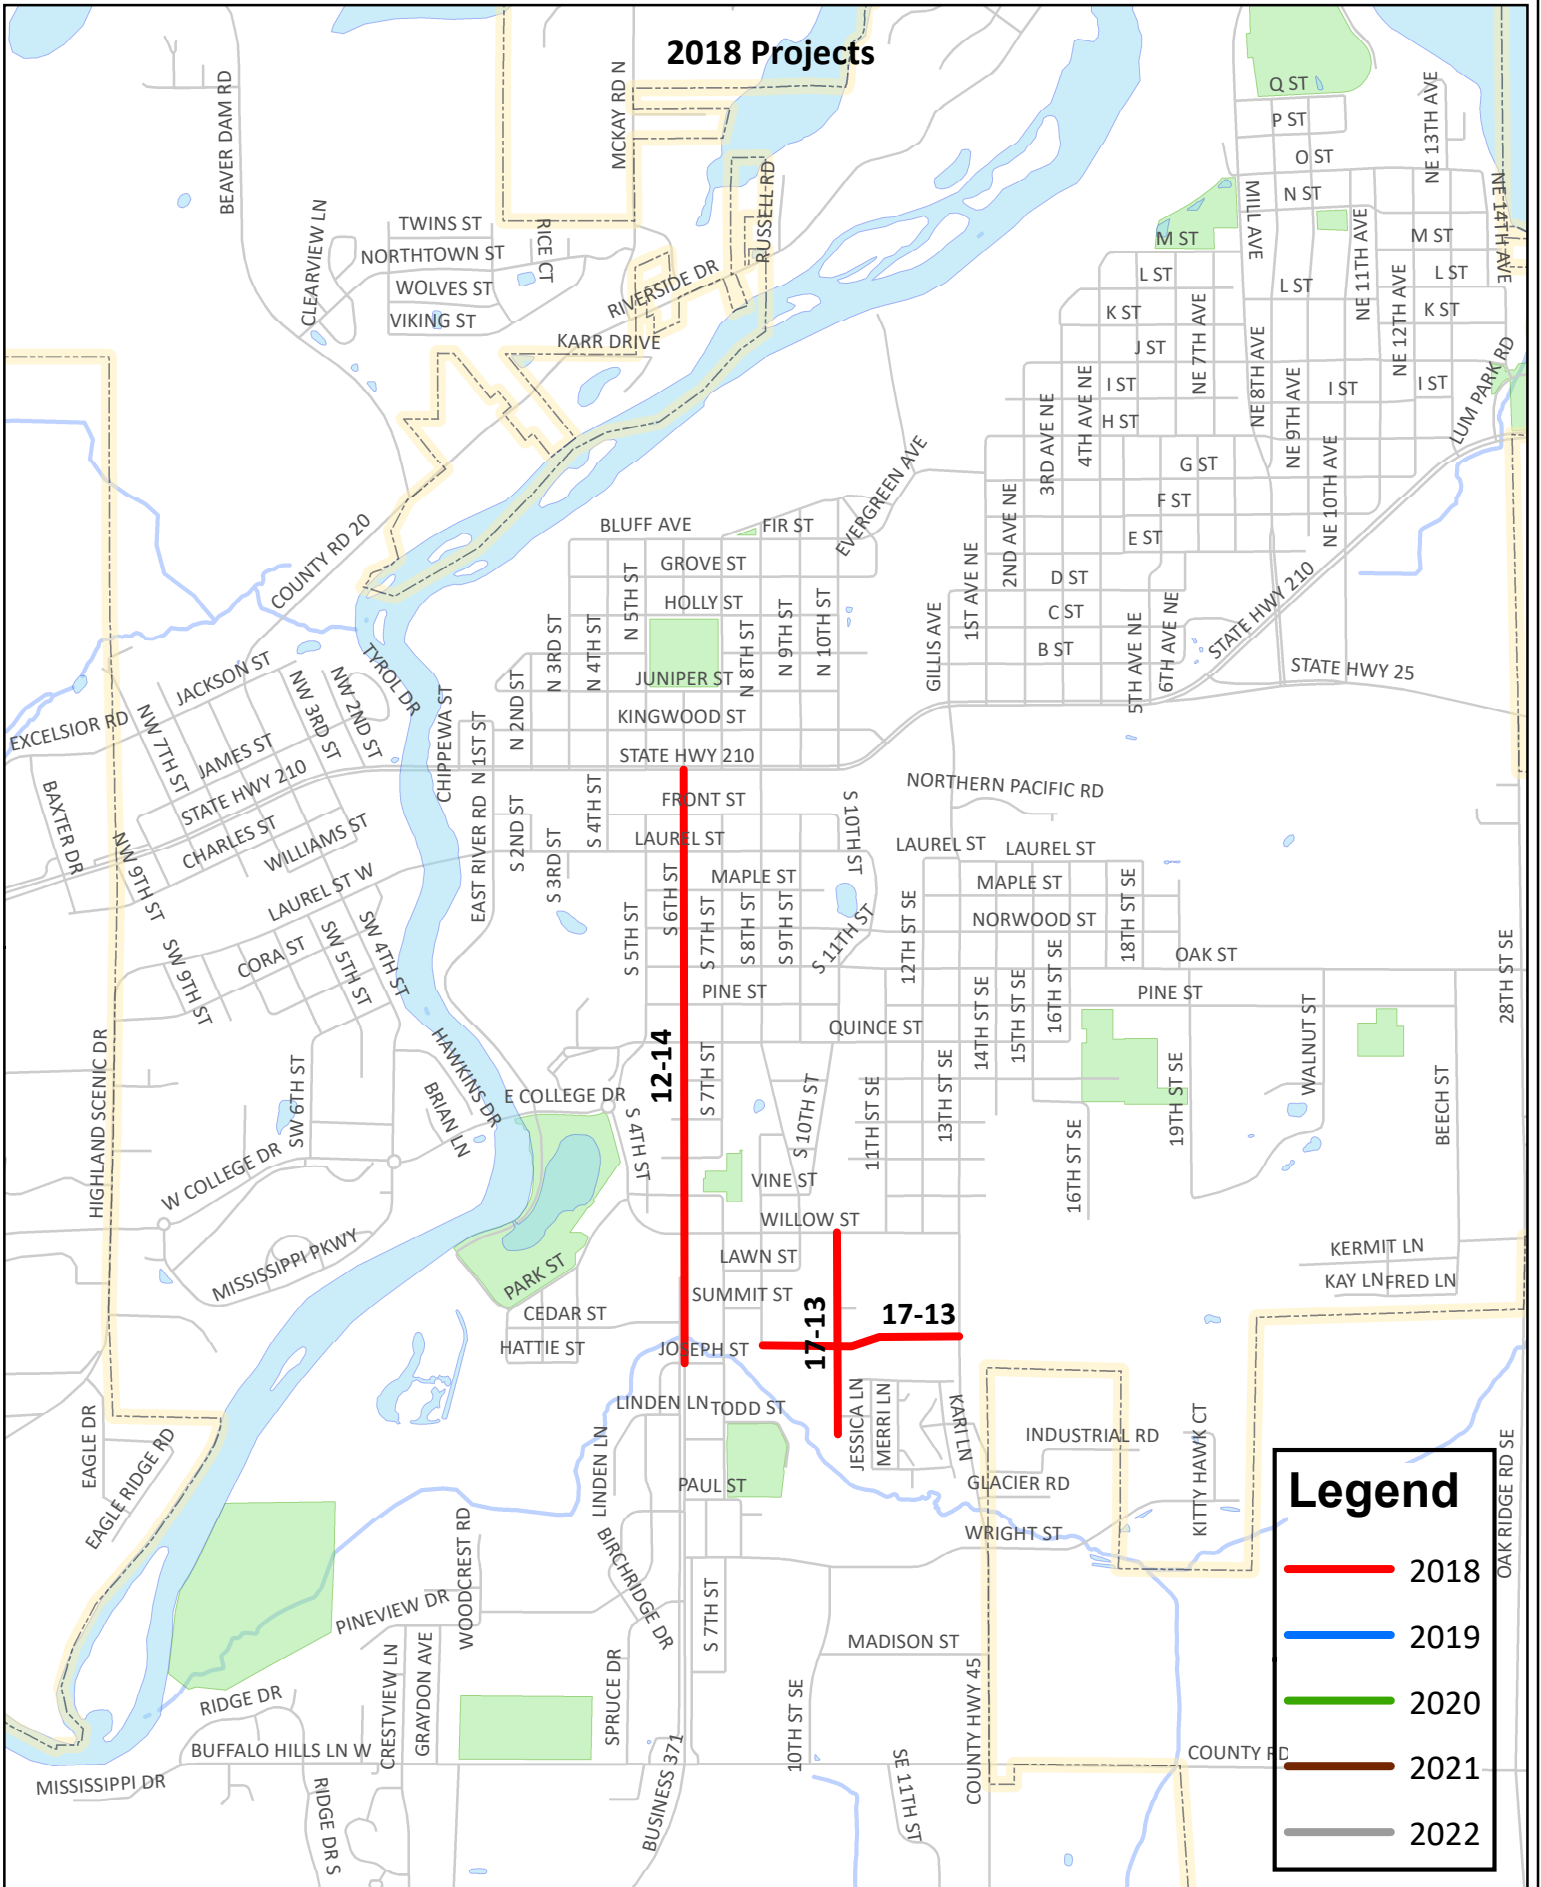 2018 Projects
Q ST
P ST
O ST
N ST
NE 13TH AVE
NE 14TH AVE
BEAVER DAM RD
MCKAY RD N
RUSSELL RD
MILL AVE
M ST
M ST
NE 11TH AVE
TWINS ST
NORTHTOWN ST
RICE CT
CLEARVIEW LN
WOLVES ST
VIKING ST
RIVERSIDE DR
KARR DRIVE
L ST
L ST
L ST
K ST
K ST
NE 12TH AVE
NE 7TH AVE
J ST
I ST
I ST
I ST
H ST
NE 8TH AVE
NE 9TH AVE
LUM PARK RD
3RD AVE NE
4TH AVE NE
G ST
F ST
E ST
NE 10TH AVE
2ND AVE NE
EVERGREEN AVE
BLUFF AVE
FIR ST
GROVE ST
HOLLY ST
N 5TH ST
COUNTY RD 20
1ST AVE NE
D ST
C ST
B ST
GILLIS AVE
5TH AVE NE
6TH AVE NE
STATE HWY 210
STATE HWY 25
N 3RD ST
N 4TH ST
N 8TH ST
N 9TH ST
N 10TH ST
JUNIPER ST
KINGWOOD ST
STATE HWY 210
TYROL DR
JACKSON ST
NW 2ND ST
NW 3RD ST
NW 7TH ST
EXCELSIOR RD
JAMES ST
STATE HWY 210
CHIPPEWA ST
N 1ST ST
N 2ND ST
BAXTER DR
CHARLES ST
WILLIAMS ST
NW 9TH ST
LAUREL ST W
EAST RIVER RD
S 2ND ST
S 3RD ST
S 4TH ST
FRONT ST
LAUREL ST
S 10TH ST
NORTHERN PACIFIC RD
LAUREL ST
LAUREL ST
MAPLE ST
MAPLE ST
NORWOOD ST
18TH ST SE
12TH ST SE
OAK ST
28TH ST SE
S 6TH ST
S 5TH ST
S 7TH ST
S 8TH ST
S 9TH ST
S 11TH ST
CORA ST
SW 4TH ST
SW 5TH ST
SW 9TH ST
PINE ST
PINE ST
QUINCE ST
14TH ST SE
15TH ST SE
16TH ST SE
WALNUT ST
HIGHLAND SCENIC DR
HAWKINS DR
SW 6TH ST
BRIAN LN
E COLLEGE DR
12-14
S 7TH ST
S 4TH ST
S 10TH ST
11TH ST SE
13TH ST SE
19TH ST SE
16TH ST SE
BEECH ST
W COLLEGE DR
VINE ST
WILLOW ST
MISSISSIPPI PKWY
LAWN ST
KERMIT LN
KAY LN
FRED LN
PARK ST
SUMMIT ST
CEDAR ST
HATTIE ST
JOSEPH ST
17-13
17-13
LINDEN LN
TODD ST
JESSICA LN
MERRI LN
KARI LN
INDUSTRIAL RD
KITTY HAWK CT
EAGLE DR
EAGLE RIDGE RD
LINDEN LN
PAUL ST
GLACIER RD
WRIGHT ST
OAK RIDGE RD SE
WOODCREST RD
BIRCHRIDGE DR
PINEVIEW DR
S 7TH ST
MADISON ST
CRESTVIEW LN
GRAYDON AVE
SPRUCE DR
10TH ST SE
COUNTY HWY 45
RIDGE DR
BUFFALO HILLS LN W
MISSISSIPPI DR
RIDGE DR S
BUSINESS 371
SE 11TH ST
COUNTY RD
Legend
2018
2019
2020
2021
2022